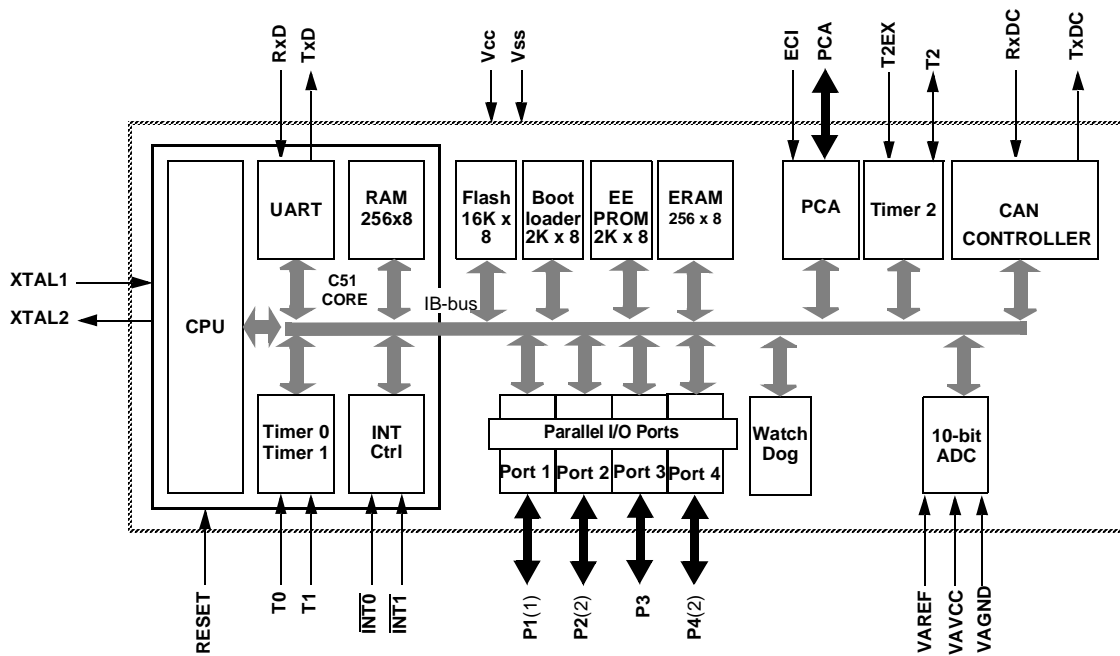 RxD
TxD
Vcc
Vss
ECI
PCA
T2EX
T2
RxDC
TxDC
UART
RAM
256x8
Flash
16K x
8
Boot
loader
2K x 8
EE
PROM
2K x 8
ERAM
256 x 8
PCA
Timer 2
CAN
CONTROLLER
XTAL1
XTAL2
CPU
C51
CORE
IB-bus
Timer 0
Timer 1
INT
Ctrl
Parallel I/O Ports
Port 1
Port 2
Port 3
Port 4
Watch
Dog
10-bit
ADC
RESET
T0
T1
INT0
INT1
P1(1)
P2(2)
P3
P4(2)
VAREF
VAVCC
VAGND